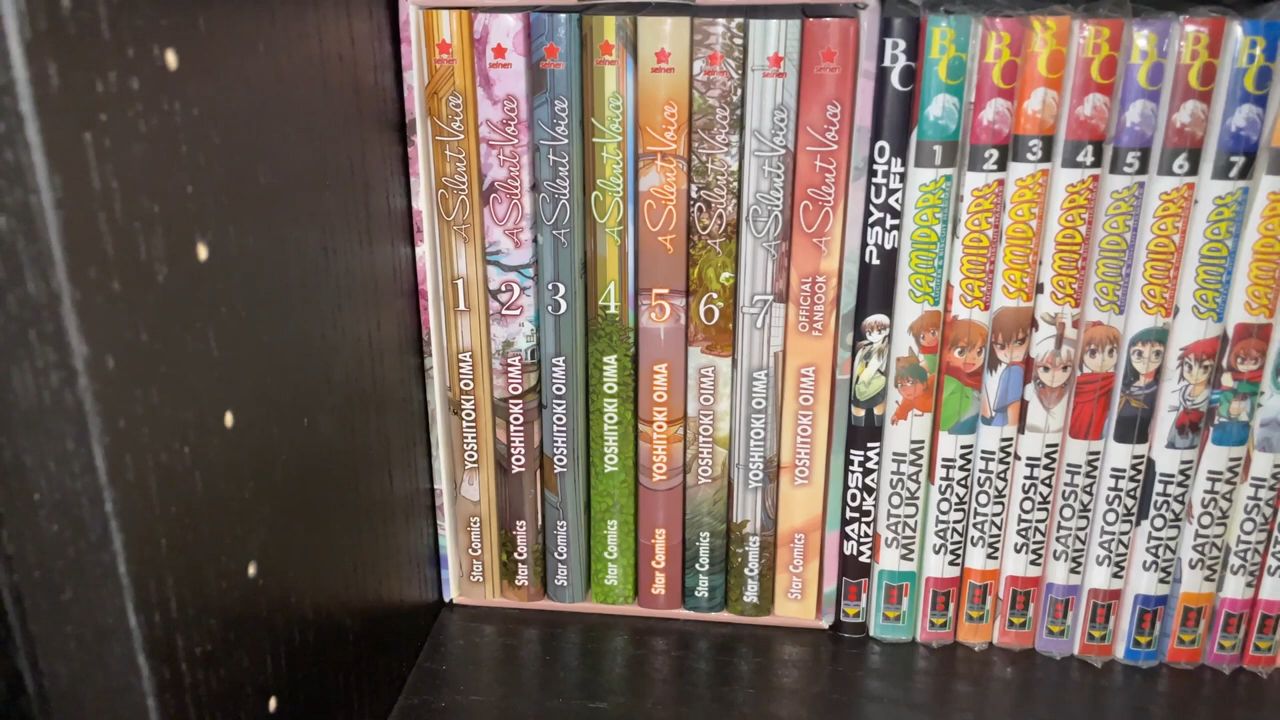 seinen
A Silent Voice
1
YOSHITOKI OIMA
Star Comics
seinen
A Silent Voice
2
YOSHITOKI OIMA
Star Comics
seinen
A Silent Voice
3
YOSHITOKI OIMA
Star Comics
seinen
A Silent Voice
4
YOSHITOKI OIMA
Star Comics
seinen
A Silent Voice
5
YOSHITOKI OIMA
Star Comics
seinen
A Silent Voice
6
YOSHITOKI OIMA
Star Comics
seinen
A Silent Voice
7
YOSHITOKI OIMA
Star Comics
seinen
A Silent Voice
OFFICIAL
FANBOOK
YOSHITOKI OIMA
Star Comics
BC
PSYCHO
STAFF
SATOSHI
MIZUKAMI
BC
1
SAMIDARE
SATOSHI
MIZUKAMI
BC
2
SAMIDARE
SATOSHI
MIZUKAMI
BC
3
SAMIDARE
SATOSHI
MIZUKAMI
BC
4
SAMIDARE
SATOSHI
MIZUKAMI
BC
5
SAMIDARE
SATOSHI
MIZUKAMI
BC
6
SAMIDARE
SATOSHI
MIZUKAMI
BC
7
SAMIDARE
SATOSHI
MIZUKAMI
SAMIDARE
SATOSHI